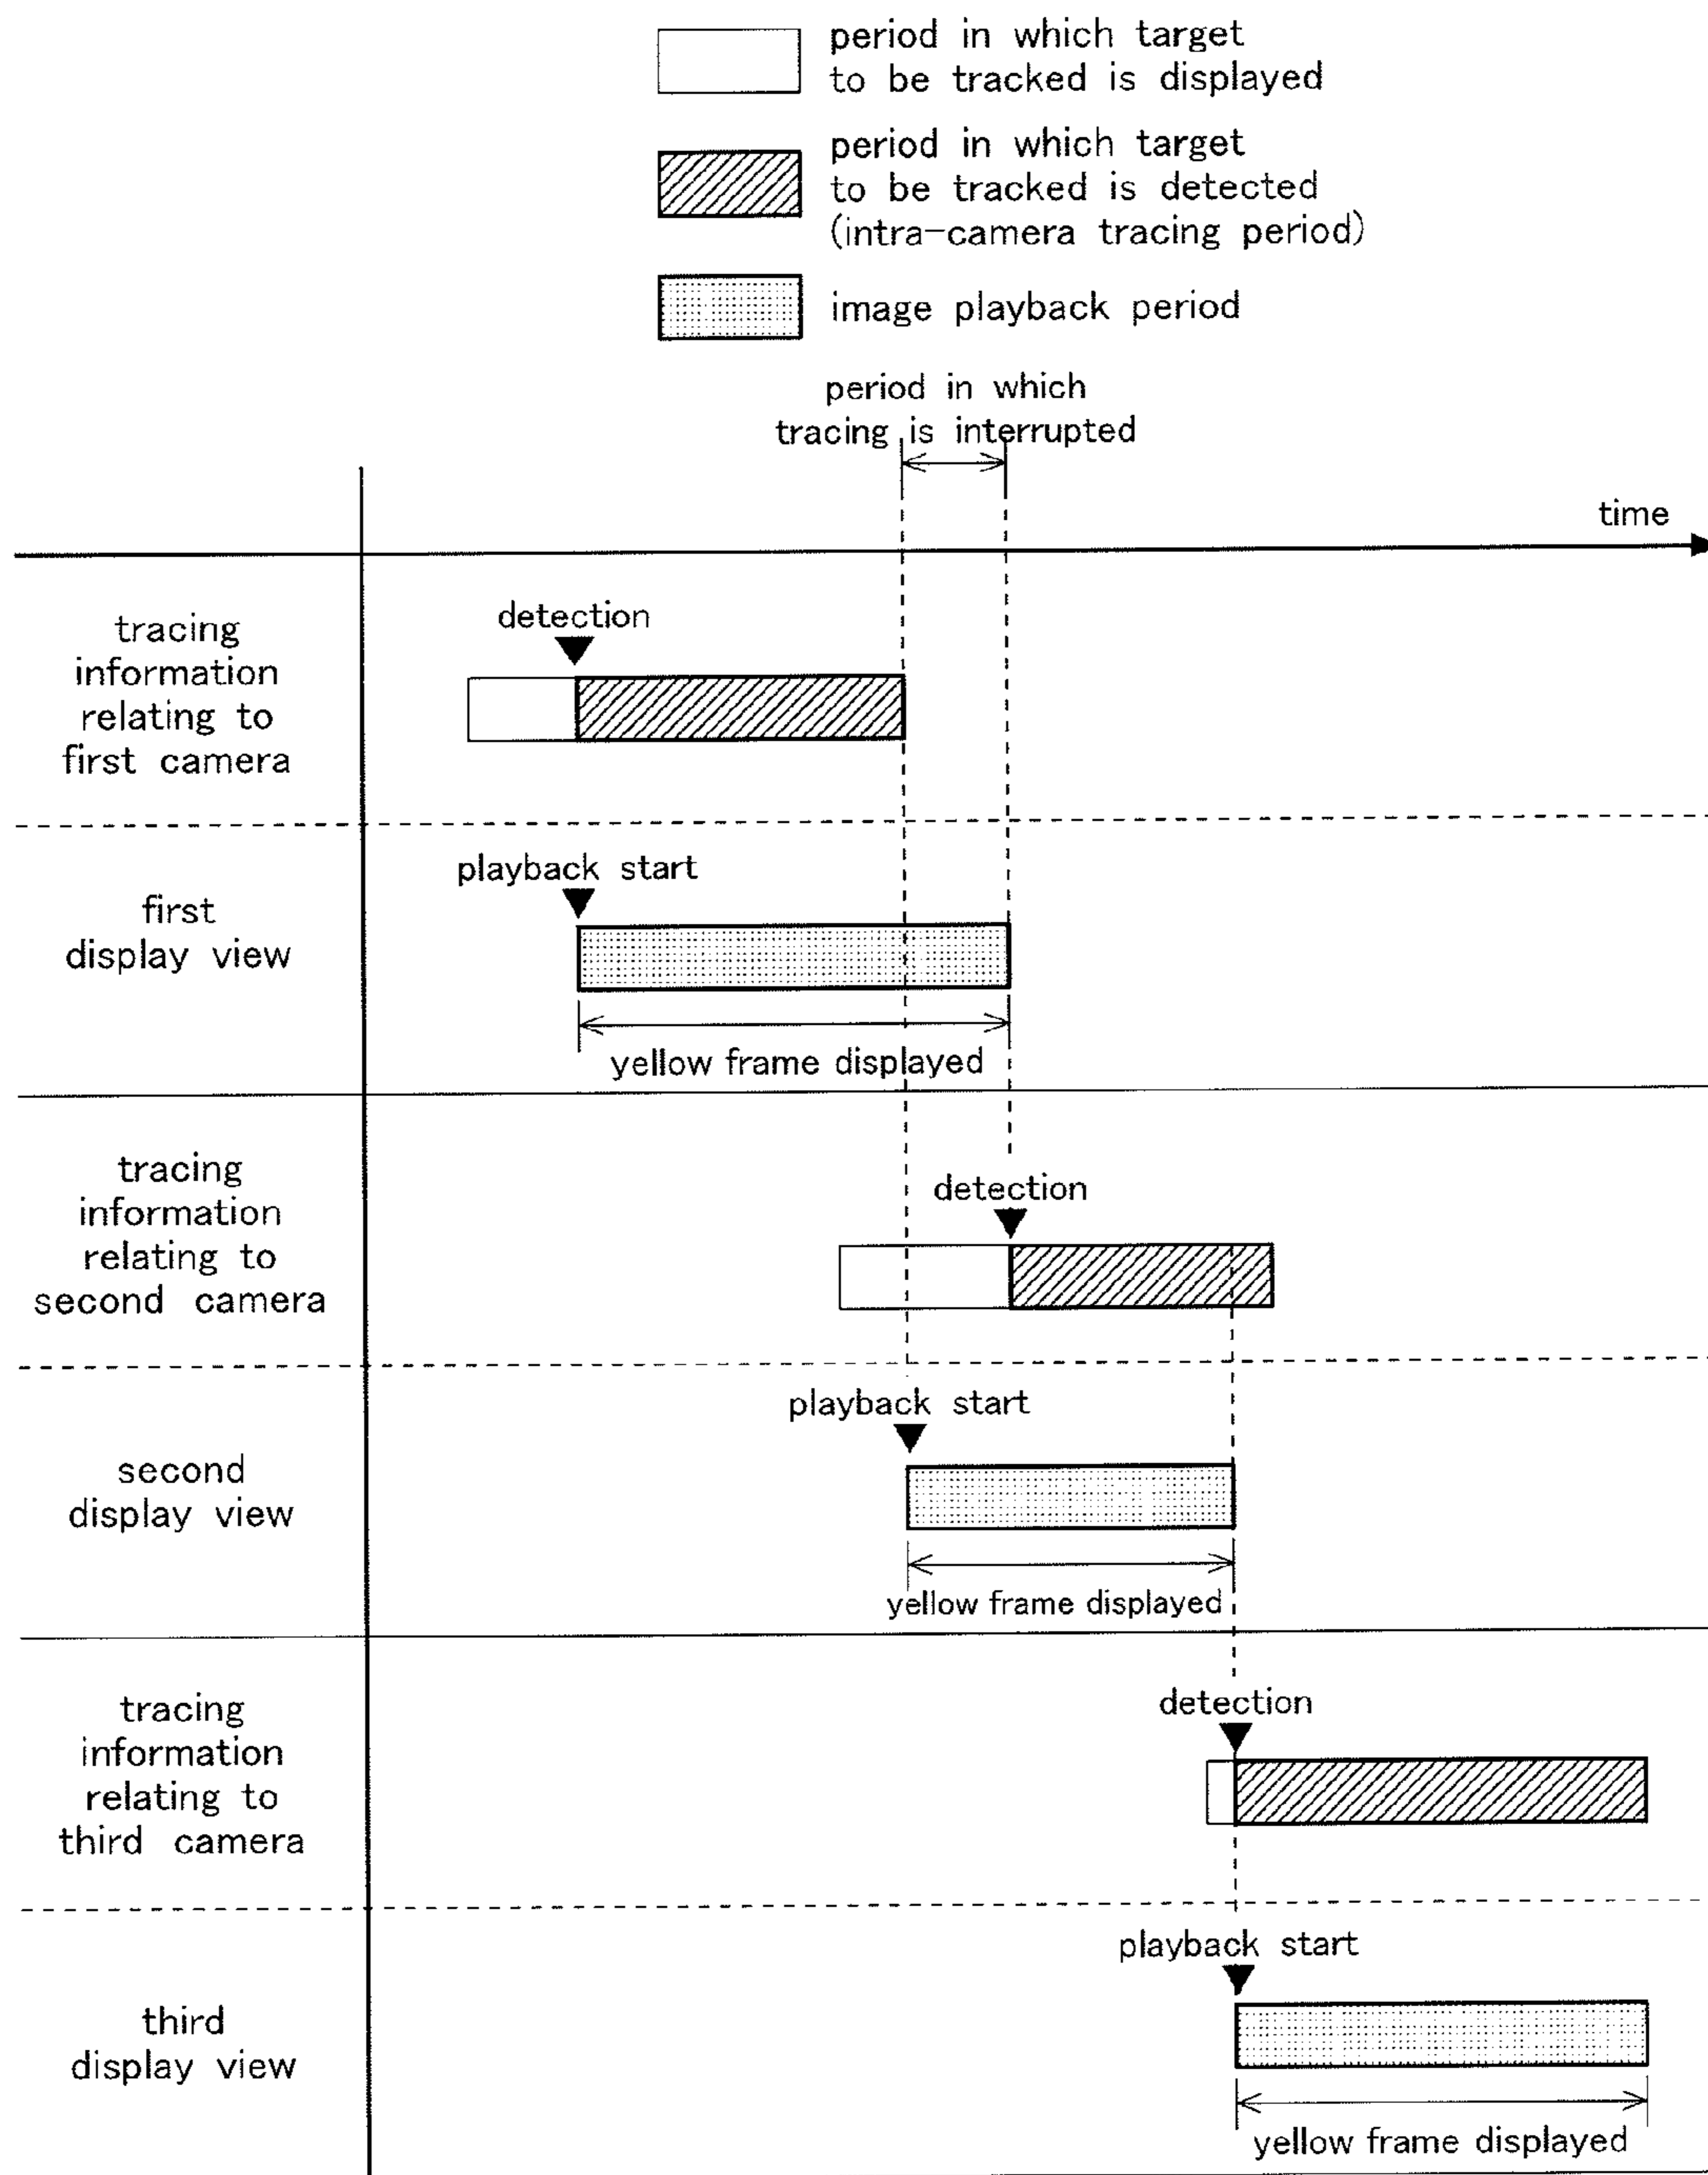 period in which target
to be tracked is displayed
period in which target
to be tracked is detected
(intra-camera tracing period)
image playback period
period in which
tracing is interrupted
time
detection
tracing
information
relating to
first camera
playback start
first
display view
yellow frame displayed
tracing
information
relating to
second camera
detection
playback start
second
display view
yellow frame displayed
tracing
information
relating to
third camera
detection
playback start
third
display view
yellow frame displayed